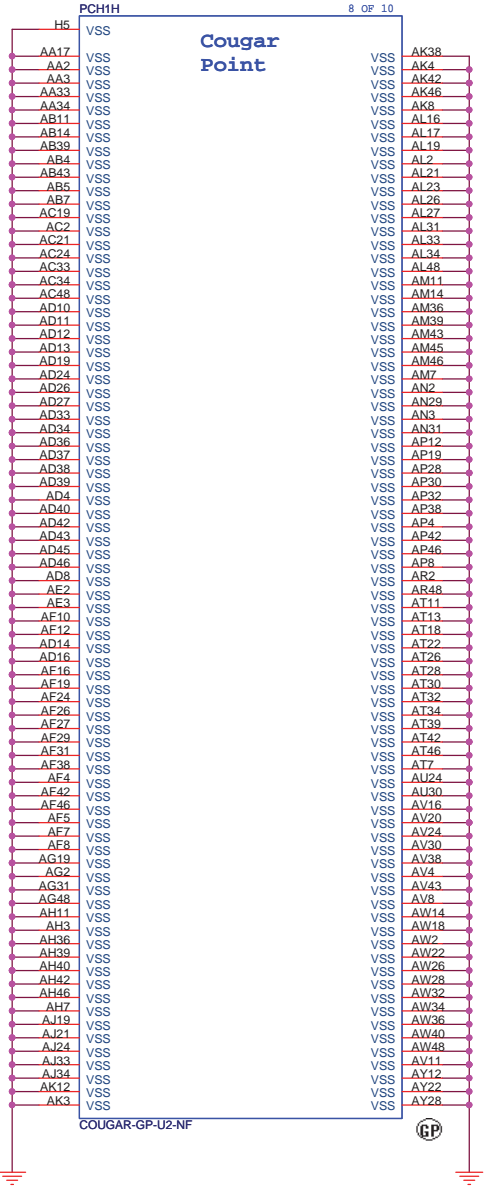 PCH1H 8 OF 10
H5 VSS
Cougar
Point
AA17 VSS VSS AK38
AA2 VSS VSS AK4
AA3 VSS VSS AK42
AA33 VSS VSS AK46
AA34 VSS VSS AK8
AB11 VSS VSS AL16
AB14 VSS VSS AL17
AB39 VSS VSS AL19
AB4 VSS VSS AL2
AB43 VSS VSS AL21
AB5 VSS VSS AL23
AB7 VSS VSS AL26
AC19 VSS VSS AL27
AC2 VSS VSS AL31
AC21 VSS VSS AL33
AC24 VSS VSS AL34
AC33 VSS VSS AL48
AC34 VSS VSS AM11
AC48 VSS VSS AM14
AD10 VSS VSS AM36
AD11 VSS VSS AM39
AD12 VSS VSS AM43
AD13 VSS VSS AM45
AD19 VSS VSS AM46
AD24 VSS VSS AM7
AD26 VSS VSS AN2
AD27 VSS VSS AN29
AD33 VSS VSS AN3
AD34 VSS VSS AN31
AD36 VSS VSS AP12
AD37 VSS VSS AP19
AD38 VSS VSS AP28
AD39 VSS VSS AP30
AD4 VSS VSS AP32
AD40 VSS VSS AP38
AD42 VSS VSS AP4
AD43 VSS VSS AP42
AD45 VSS VSS AP46
AD46 VSS VSS AP8
AD8 VSS VSS AR2
AE2 VSS VSS AR48
AE3 VSS VSS AT11
AF10 VSS VSS AT13
AF12 VSS VSS AT18
AD14 VSS VSS AT22
AD16 VSS VSS AT26
AF16 VSS VSS AT28
AF19 VSS VSS AT30
AF24 VSS VSS AT32
AF26 VSS VSS AT34
AF27 VSS VSS AT39
AF29 VSS VSS AT42
AF31 VSS VSS AT46
AF38 VSS VSS AT7
AF4 VSS VSS AU24
AF42 VSS VSS AU30
AF46 VSS VSS AV16
AF5 VSS VSS AV20
AF7 VSS VSS AV24
AF8 VSS VSS AV30
AG19 VSS VSS AV38
AG2 VSS VSS AV4
AG31 VSS VSS AV43
AG48 VSS VSS AV8
AH11 VSS VSS AW14
AH3 VSS VSS AW18
AH36 VSS VSS AW2
AH39 VSS VSS AW22
AH40 VSS VSS AW26
AH42 VSS VSS AW28
AH46 VSS VSS AW32
AH7 VSS VSS AW34
AJ19 VSS VSS AW36
AJ21 VSS VSS AW40
AJ24 VSS VSS AW48
AJ33 VSS VSS AV11
AJ34 VSS VSS AY12
AK12 VSS VSS AY22
AK3 VSS VSS AY28
COUGAR-GP-U2-NF
GP